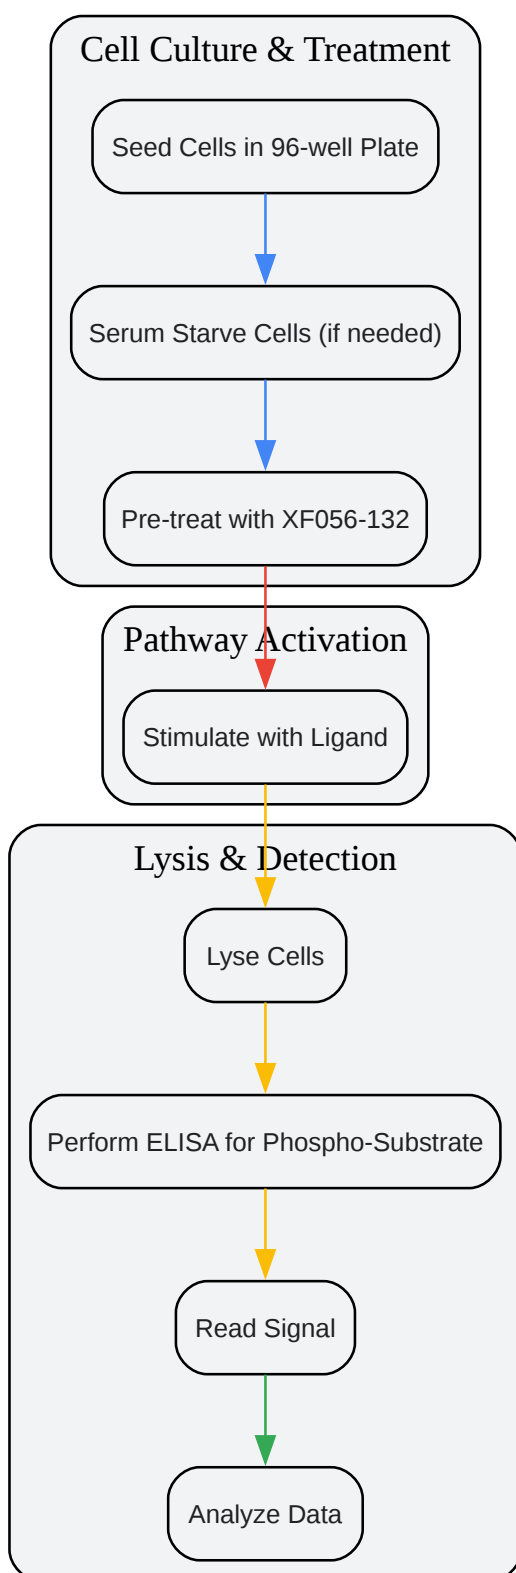 Cell Culture & Treatment
Seed Cells in 96-well Plate
Serum Starve Cells (if needed)
Pre-treat with XF056-132
Pathway Activation
Stimulate with Ligand
Lysis & Detection
Lyse Cells
Perform ELISA for Phospho-Substrate
Read Signal
Analyze Data